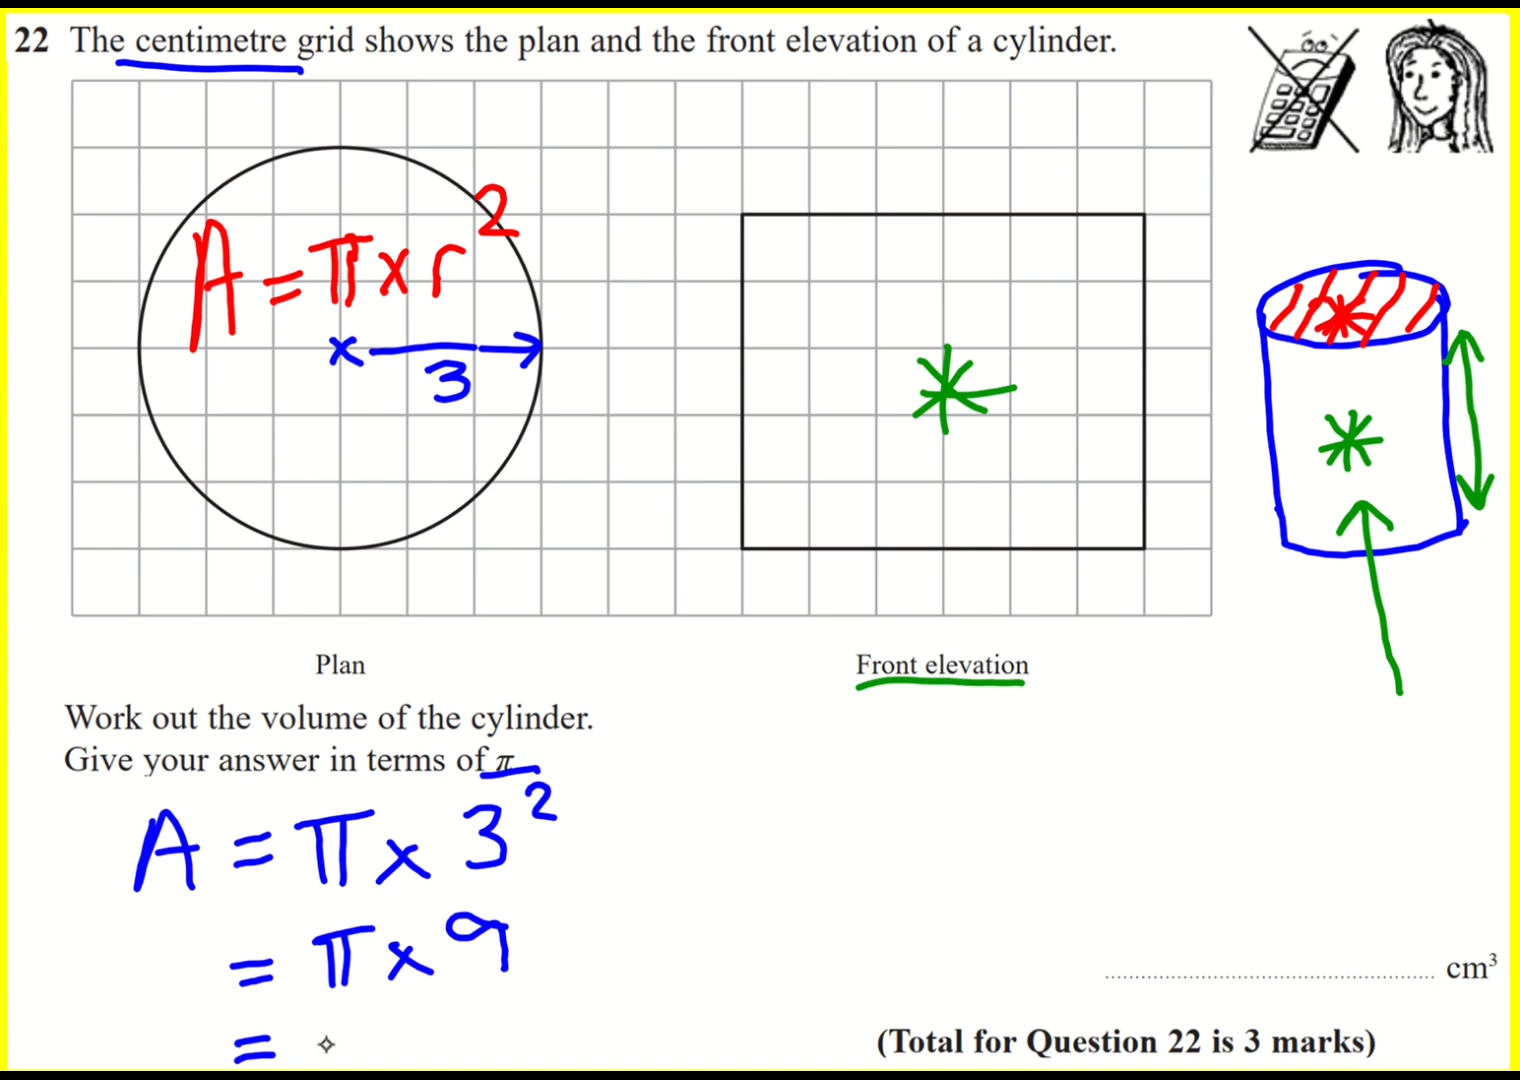 22 The centimetre grid shows the plan and the front elevation of a cylinder.
A = π × r²
× 3
Plan
Front elevation
Work out the volume of the cylinder.
Give your answer in terms of π
A = π × 3²
= π × 9
=
cm³
(Total for Question 22 is 3 marks)